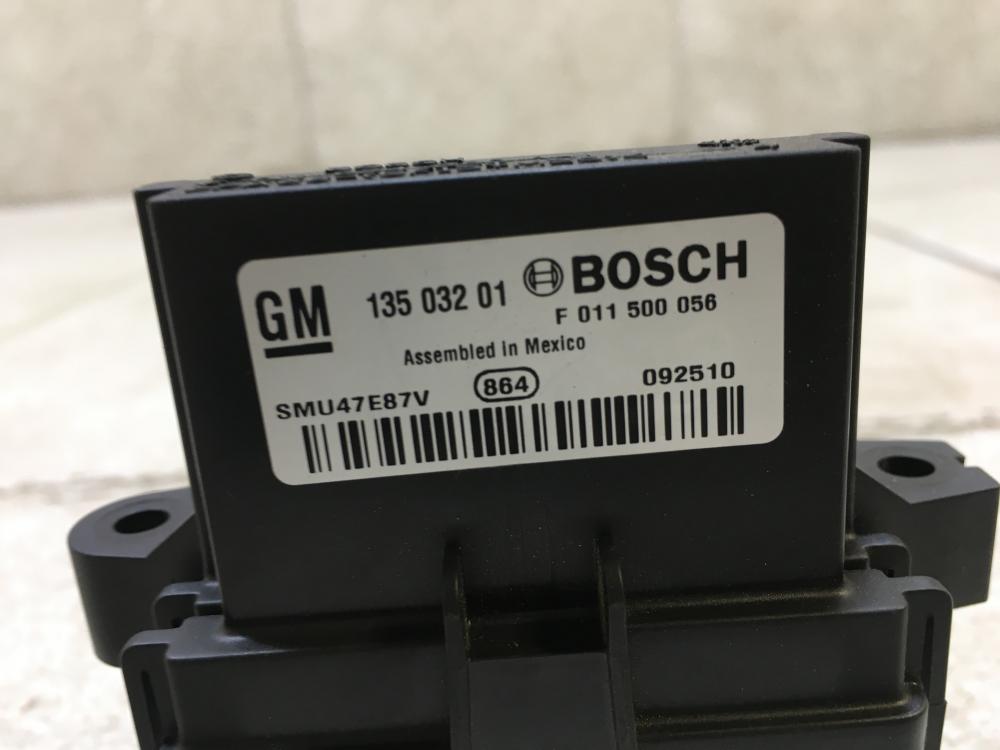 GM 135 032 01 BOSCH
F 011 500 056
Assembled in Mexico
SMU47E87V 864 092510